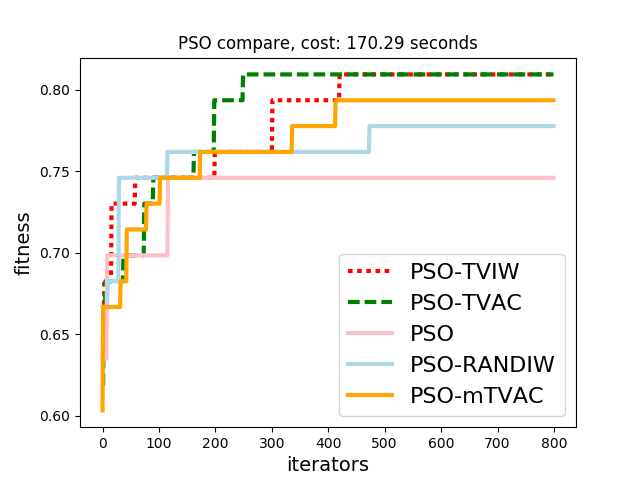 PSO compare, cost: 170.29 seconds
fitness
0.80
0.75
0.70
0.65
0.60
PSO-TVIW
PSO-TVAC
PSO
PSO-RANDIW
PSO-mTVAC
0 100 200 300 400 500 600 700 800
iterators